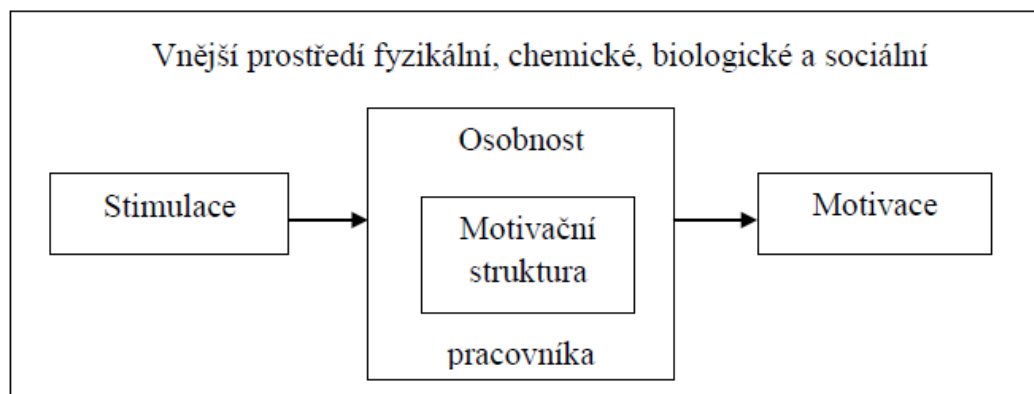 Vnější prostředí fyzikální, chemické, biologické a sociální
Stimulace
Osobnost
Motivační
struktura
pracovníka
Motivace